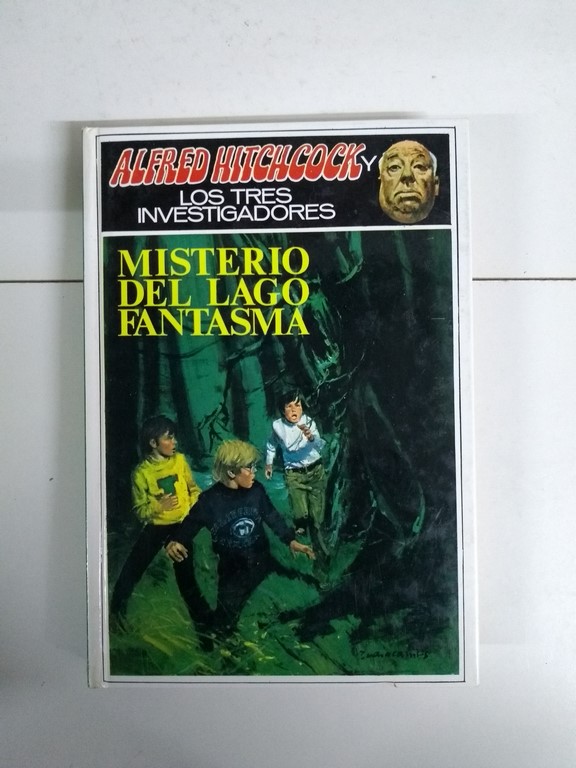 ALFRED HITCHCOCK Y
LOS TRES
INVESTIGADORES
MISTERIO
DEL LAGO
FANTASMA